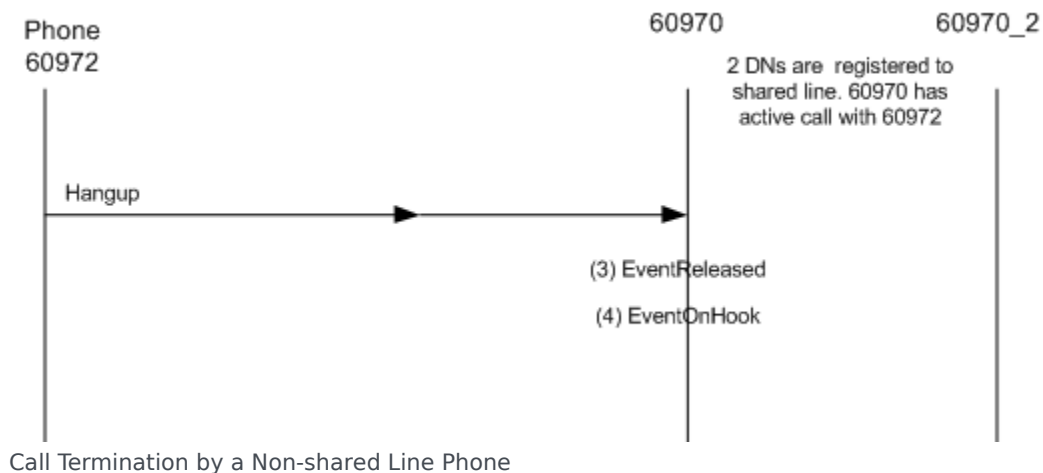 Phone
60972
60970
60970_2
2 DNs are registered to
shared line. 60970 has
active call with 60972
Hangup
(3) EventReleased
(4) EventOnHook
Call Termination by a Non-shared Line Phone